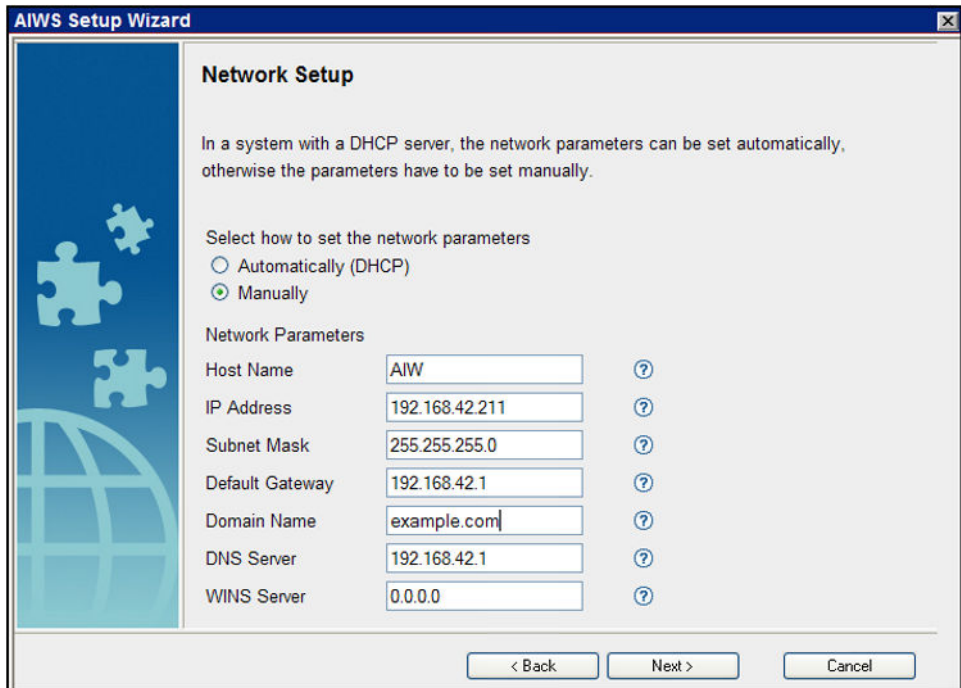 AIWS Setup Wizard
Network Setup
In a system with a DHCP server, the network parameters can be set automatically,
otherwise the parameters have to be set manually.
Select how to set the network parameters
Automatically (DHCP)
Manually
Network Parameters
Host Name AIW ?
IP Address 192.168.42.211 ?
Subnet Mask 255.255.255.0 ?
Default Gateway 192.168.42.1 ?
Domain Name example.com ?
DNS Server 192.168.42.1 ?
WINS Server 0.0.0.0 ?
< Back Next > Cancel